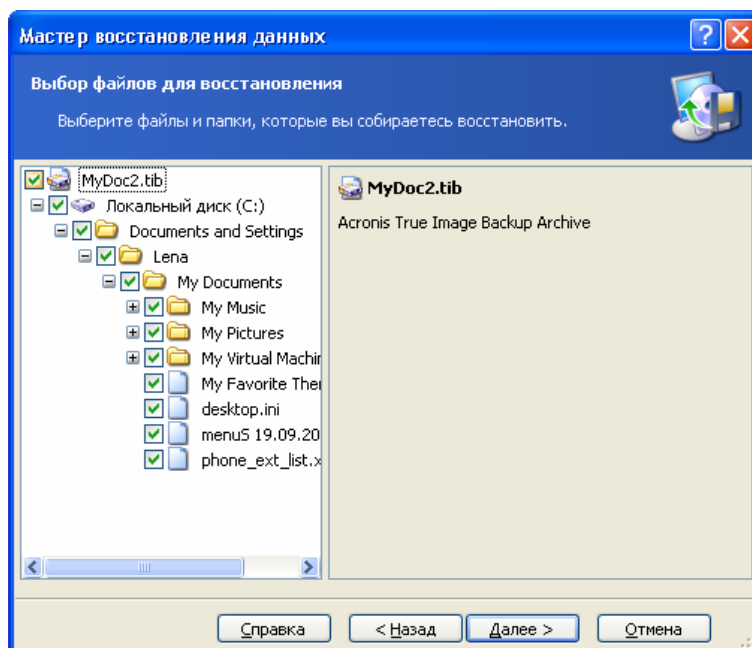 Мастер восстановления данных
Выбор файлов для восстановления
Выберите файлы и папки, которые вы собираетесь восстановить.
MyDoc2.tib
Локальный диск (C:)
Documents and Settings
Lena
My Documents
My Music
My Pictures
My Virtual Machin
My Favorite Ther
desktop.ini
menu5 19.09.20
phone_ext_list.x
MyDoc2.tib
Acronis True Image Backup Archive
Справка
< Назад
Далее >
Отмена